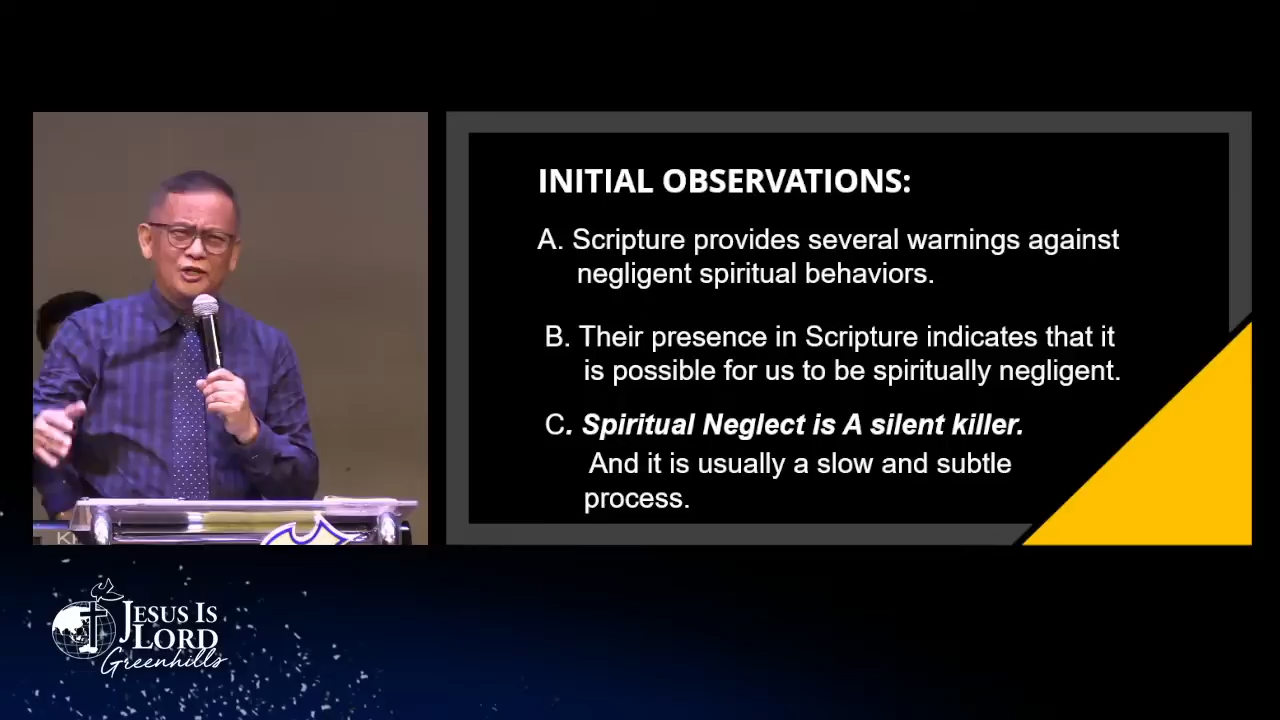 INITIAL OBSERVATIONS:
A. Scripture provides several warnings against
negligent spiritual behaviors.
B. Their presence in Scripture indicates that it
is possible for us to be spiritually negligent.
C. Spiritual Neglect is A silent killer.
And it is usually a slow and subtle
process.
JESUS IS
LORD
Greenhills